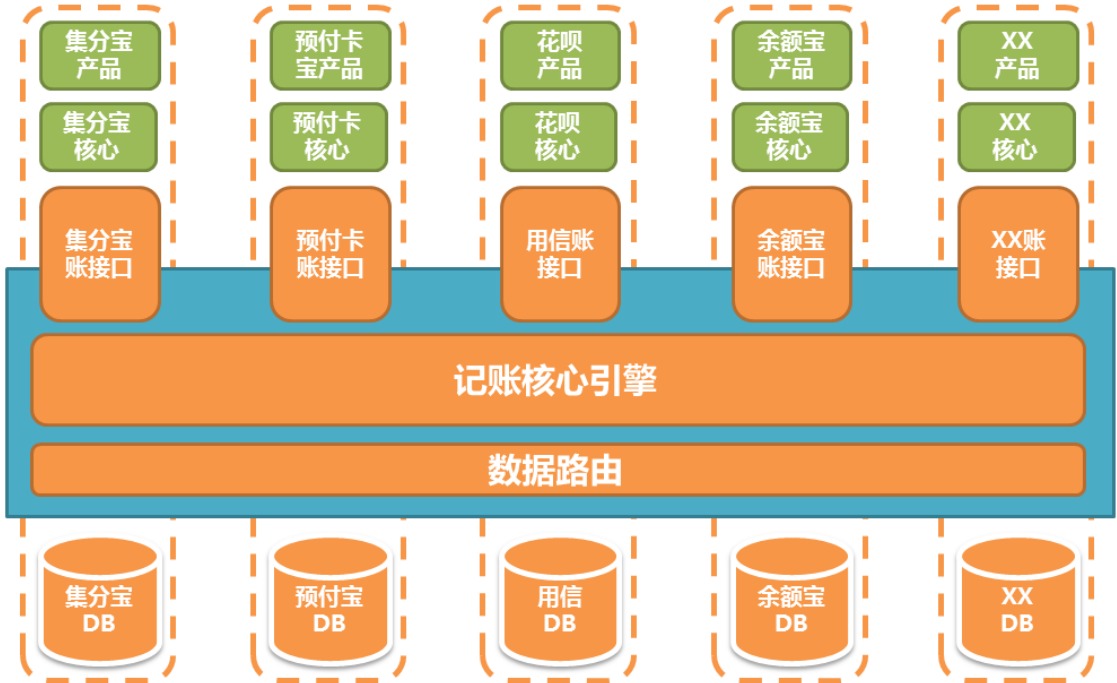 集分宝
产品
预付卡
宝产品
花呗
产品
余额宝
产品
XX
产品
集分宝
核心
预付卡
核心
花呗
核心
余额宝
核心
XX
核心
集分宝
账接口
预付卡
账接口
用信账
接口
余额宝
账接口
XX账
接口
记账核心引擎
数据路由
集分宝
DB
预付宝
DB
用信
DB
余额宝
DB
XX
DB